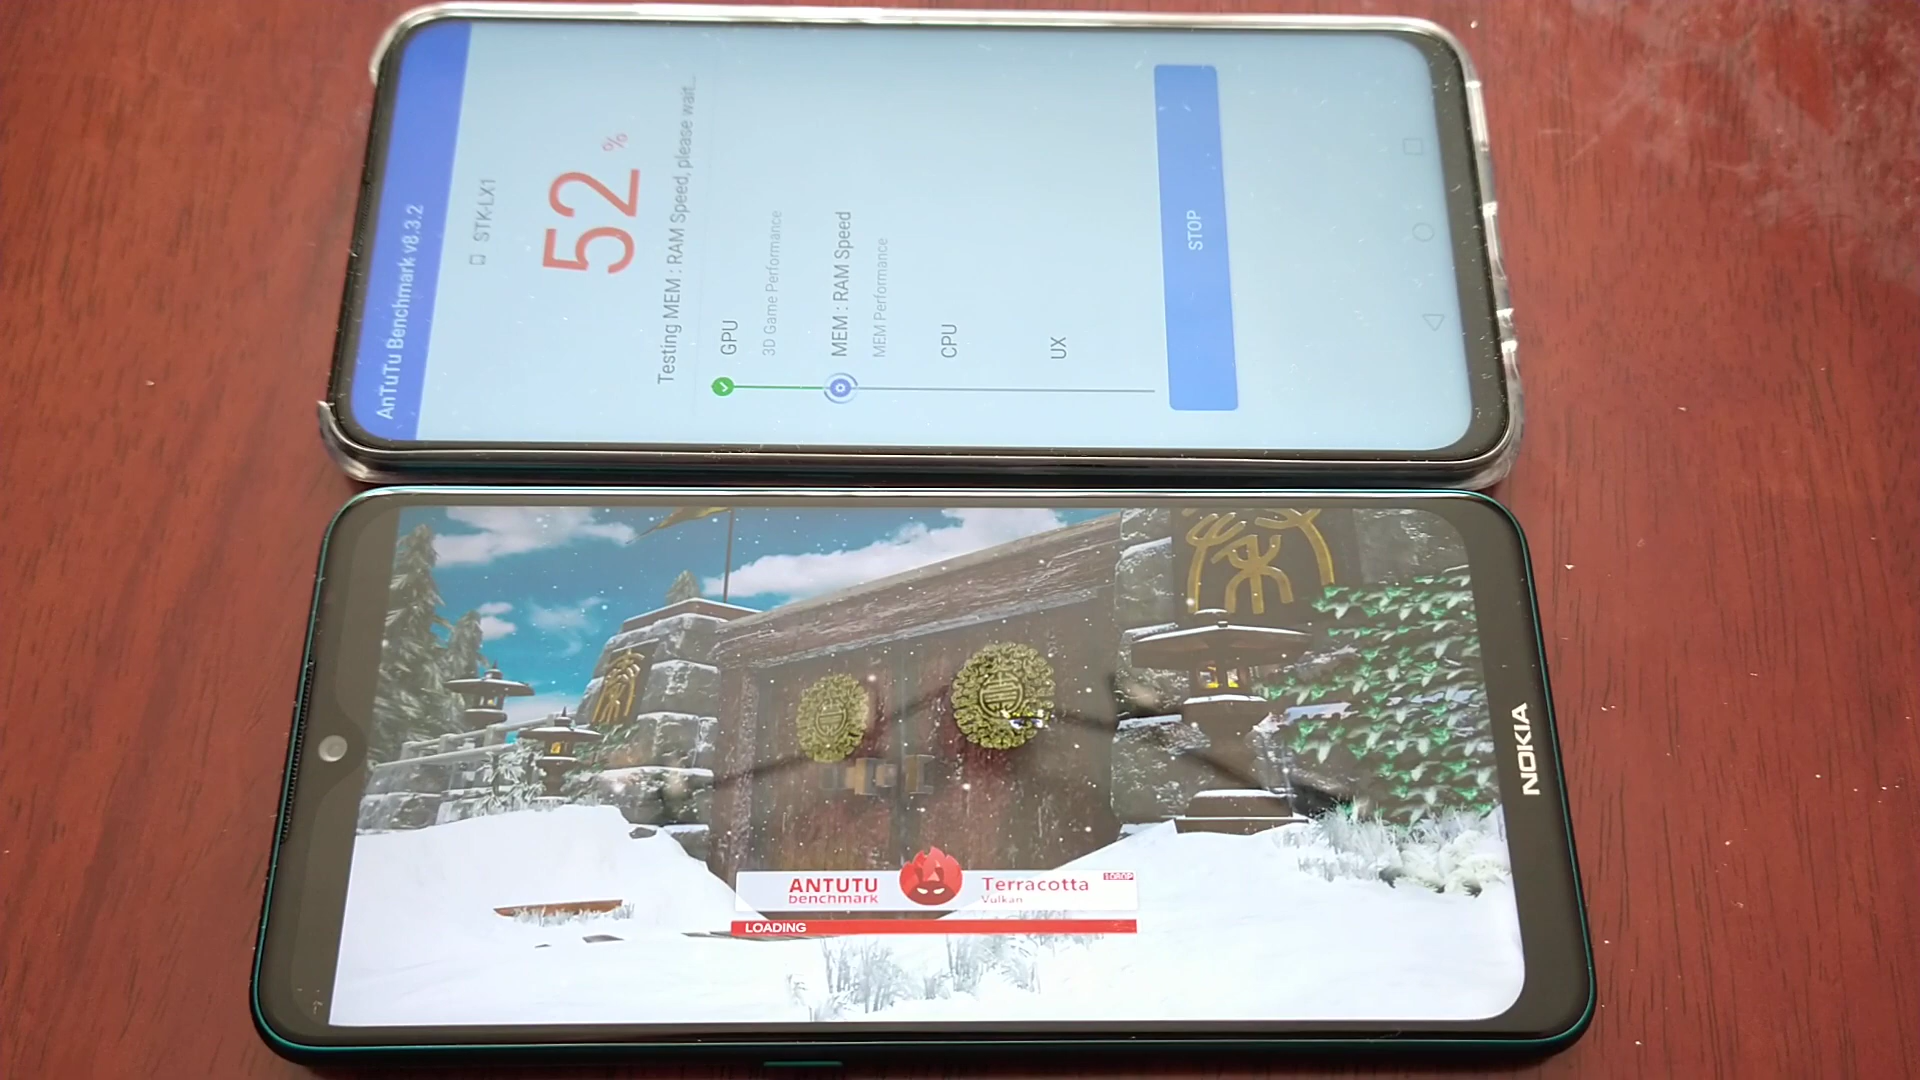 AnTuTu Benchmark v8.3.2
STK-LX1
52 %
Testing MEM : RAM Speed, please wait...
GPU
3D Game Performance
MEM : RAM Speed
MEM Performance
CPU
UX
STOP
ANTUTU
benchmark
Terracotta
Vulkan
1080P
LOADING
NOKIA